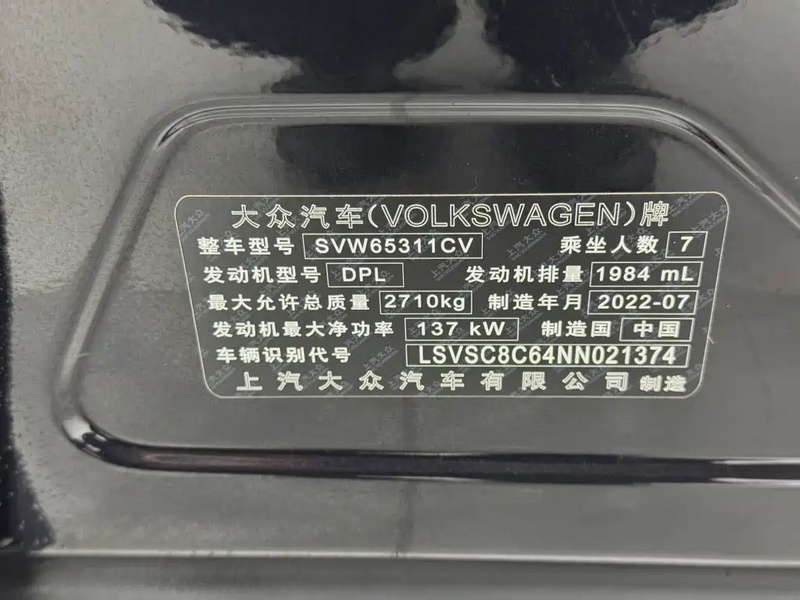 大众汽车(VOLKSWAGEN)牌
整车型号 SVW65311CV 乘坐人数 7
发动机型号 DPL 发动机排量 1984 mL
最大允许总质量 2710kg 制造年月 2022-07
发动机最大净功率 137 kW 制造国 中国
车辆识别代号 LSVSC8C64NN021374
上汽大众汽车有限公司 制造